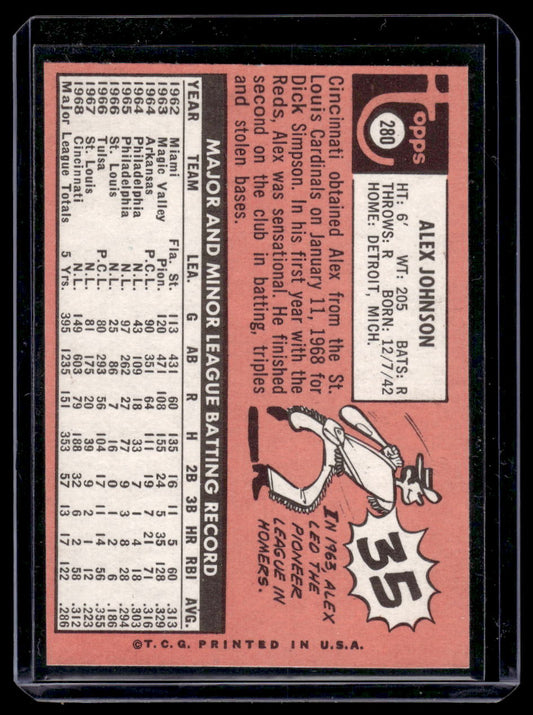 Topps
280
ALEX JOHNSON
HT: 6' WT: 205 BATS: R
THROWS: R BORN: 12/7/42
HOME: DETROIT, MICH.
Cincinnati obtained Alex from the St.
Louis Cardinals on January 11, 1968 for
Dick Simpson. In his first year with the
Reds, Alex was sensational. He finished
second on the club in batting, triples
and stolen bases.
35
IN 1963, ALEX
LED THE
PIONEER
LEAGUE IN
HOMERS.
MAJOR AND MINOR LEAGUE BATTING RECORD
YEAR TEAM LEA. G AB R H 2B 3B HR RBI AVG.
1962 Miami Fla. St. 113 431 60 135 16 11 5 60 .313
1963 Magic Valley Pion. 120 471 108 155 24 5 35 128 .329
1964 Arkansas P.C.L. 90 351 64 111 .316
1964 Philadelphia N.L. 43 109 18 33 7 1 4 18 .303
1965 Philadelphia N.L. 97 262 27 77 9 3 8 28 .294
1966 St. Louis N.L. 25 86 7 16 0 1 2 6 .186
1966 Tulsa P.C.L. 80 293 56 104 .355
1967 St. Louis N.L. 81 175 20 39 9 2 1 12 .223
1968 Cincinnati N.L. 149 603 79 188 32 6 2 58 .312
Major League Totals 5 Yrs. 395 1235 151 353 57 13 17 122 .286
© T.C.G. PRINTED IN U.S.A.